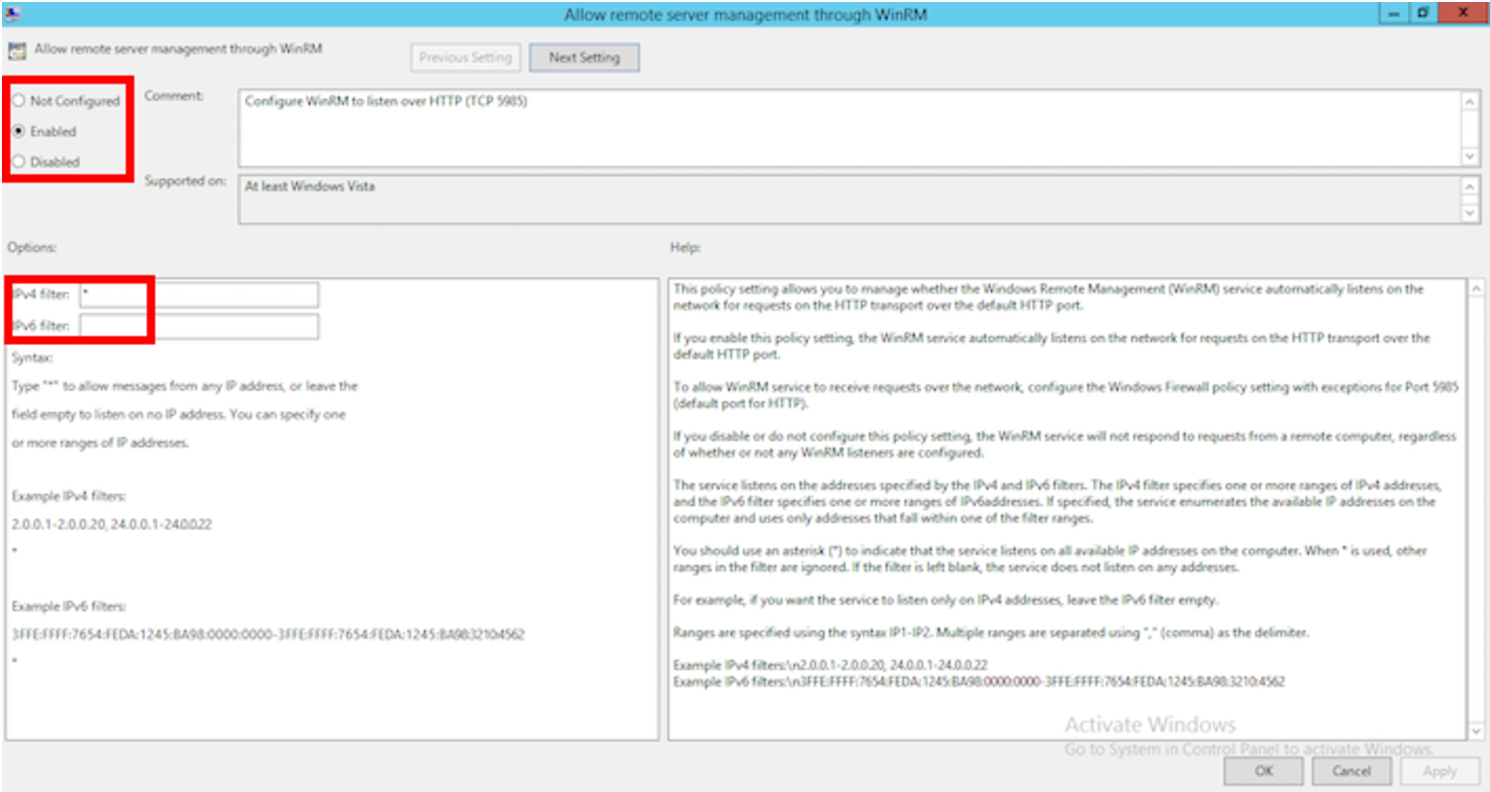 Allow remote server management through WinRM
Allow remote server management through WinRM
Previous Setting
Next Setting
Not Configured
Enabled
Disabled
Comment:
Configure WinRM to listen over HTTP (TCP 5985)
Supported on:
At least Windows Vista
Options:
Help:
IPv4 filter: *
IPv6 filter:
Syntax:
Type "*" to allow messages from any IP address, or leave the
field empty to listen on no IP address. You can specify one
or more ranges of IP addresses.
Example IPv4 filters:
2.0.0.1-2.0.0.20, 24.0.0.1-24.0.0.22
*
Example IPv6 filters:
3FFE:FFFF:7654:FEDA:1245:BA98:0000:0000-3FFE:FFFF:7654:FEDA:1245:BA98:3210:4562
*
This policy setting allows you to manage whether the Windows Remote Management (WinRM) service automatically listens on the
network for requests on the HTTP transport over the default HTTP port.
If you enable this policy setting, the WinRM service automatically listens on the network for requests on the HTTP transport over the
default HTTP port.
To allow WinRM service to receive requests over the network, configure the Windows Firewall policy setting with exceptions for Port 5985
(default port for HTTP).
If you disable or do not configure this policy setting, the WinRM service will not respond to requests from a remote computer, regardless
of whether or not any WinRM listeners are configured.
The service listens on the addresses specified by the IPv4 and IPv6 filters. The IPv4 filter specifies one or more ranges of IPv4 addresses,
and the IPv6 filter specifies one or more ranges of IPv6addresses. If specified, the service enumerates the available IP addresses on the
computer and uses only addresses that fall within one of the filter ranges.
You should use an asterisk (*) to indicate that the service listens on all available IP addresses on the computer. When * is used, other
ranges in the filter are ignored. If the filter is left blank, the service does not listen on any addresses.
For example, if you want the service to listen only on IPv4 addresses, leave the IPv6 filter empty.
Ranges are specified using the syntax IP1-IP2. Multiple ranges are separated using "," (comma) as the delimiter.
Example IPv4 filters:\n2.0.0.1-2.0.0.20, 24.0.0.1-24.0.0.22
Example IPv6 filters:\n3FFE:FFFF:7654:FEDA:1245:BA98:0000:0000-3FFE:FFFF:7654:FEDA:1245:BA98:3210:4562
Activate Windows
Go to System in Control Panel to activate Windows.
OK
Cancel
Apply